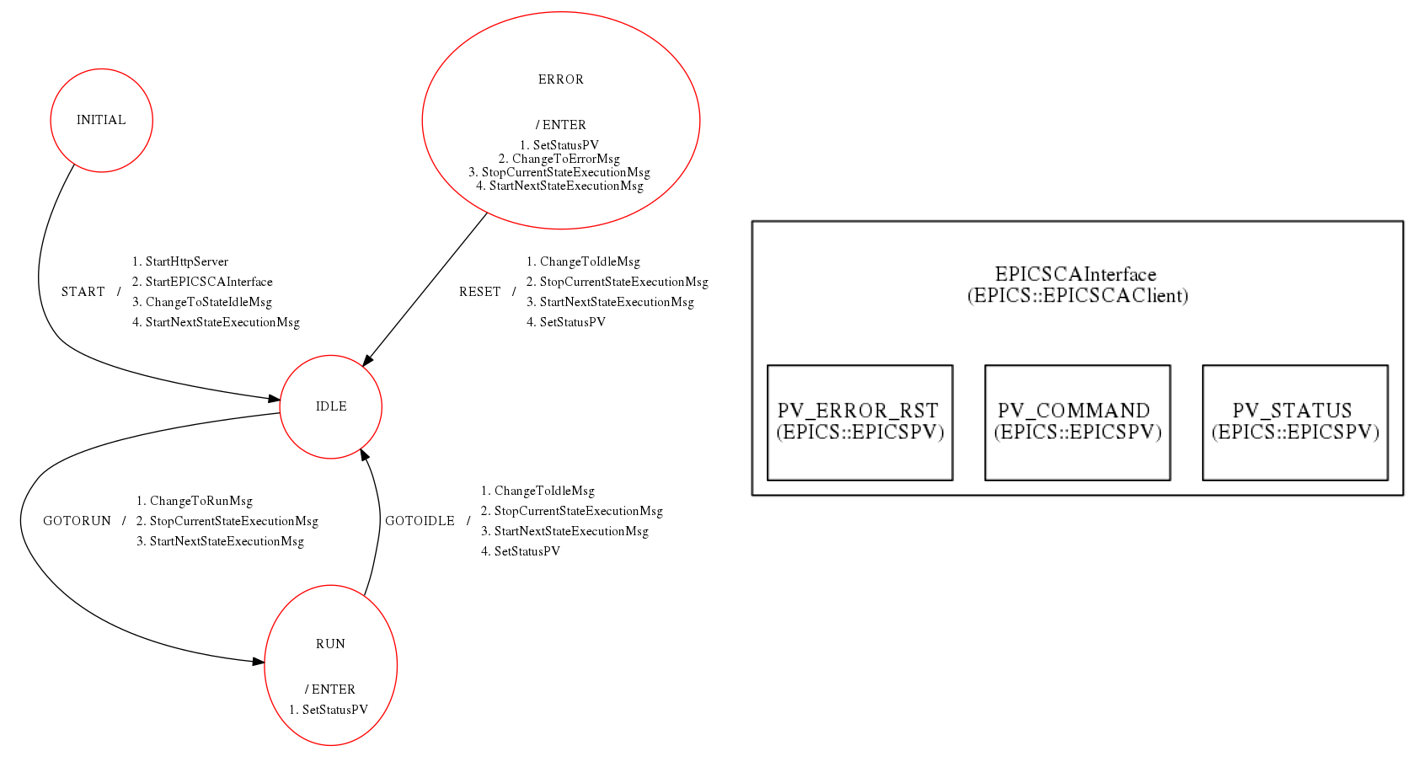 INITIAL
ERROR
/ ENTER
1. SetStatusPV
2. ChangeToErrorMsg
3. StopCurrentStateExecutionMsg
4. StartNextStateExecutionMsg
START /
1. StartHttpServer
2. StartEPICSCAInterface
3. ChangeToStateIdleMsg
4. StartNextStateExecutionMsg
RESET /
1. ChangeToIdleMsg
2. StopCurrentStateExecutionMsg
3. StartNextStateExecutionMsg
4. SetStatusPV
IDLE
GOTORUN /
1. ChangeToRunMsg
2. StopCurrentStateExecutionMsg
3. StartNextStateExecutionMsg
GOTOIDLE /
1. ChangeToIdleMsg
2. StopCurrentStateExecutionMsg
3. StartNextStateExecutionMsg
4. SetStatusPV
RUN
/ ENTER
1. SetStatusPV
EPICSCAInterface
(EPICS::EPICSCAClient)
PV_ERROR_RST
(EPICS::EPICSPV)
PV_COMMAND
(EPICS::EPICSPV)
PV_STATUS
(EPICS::EPICSPV)